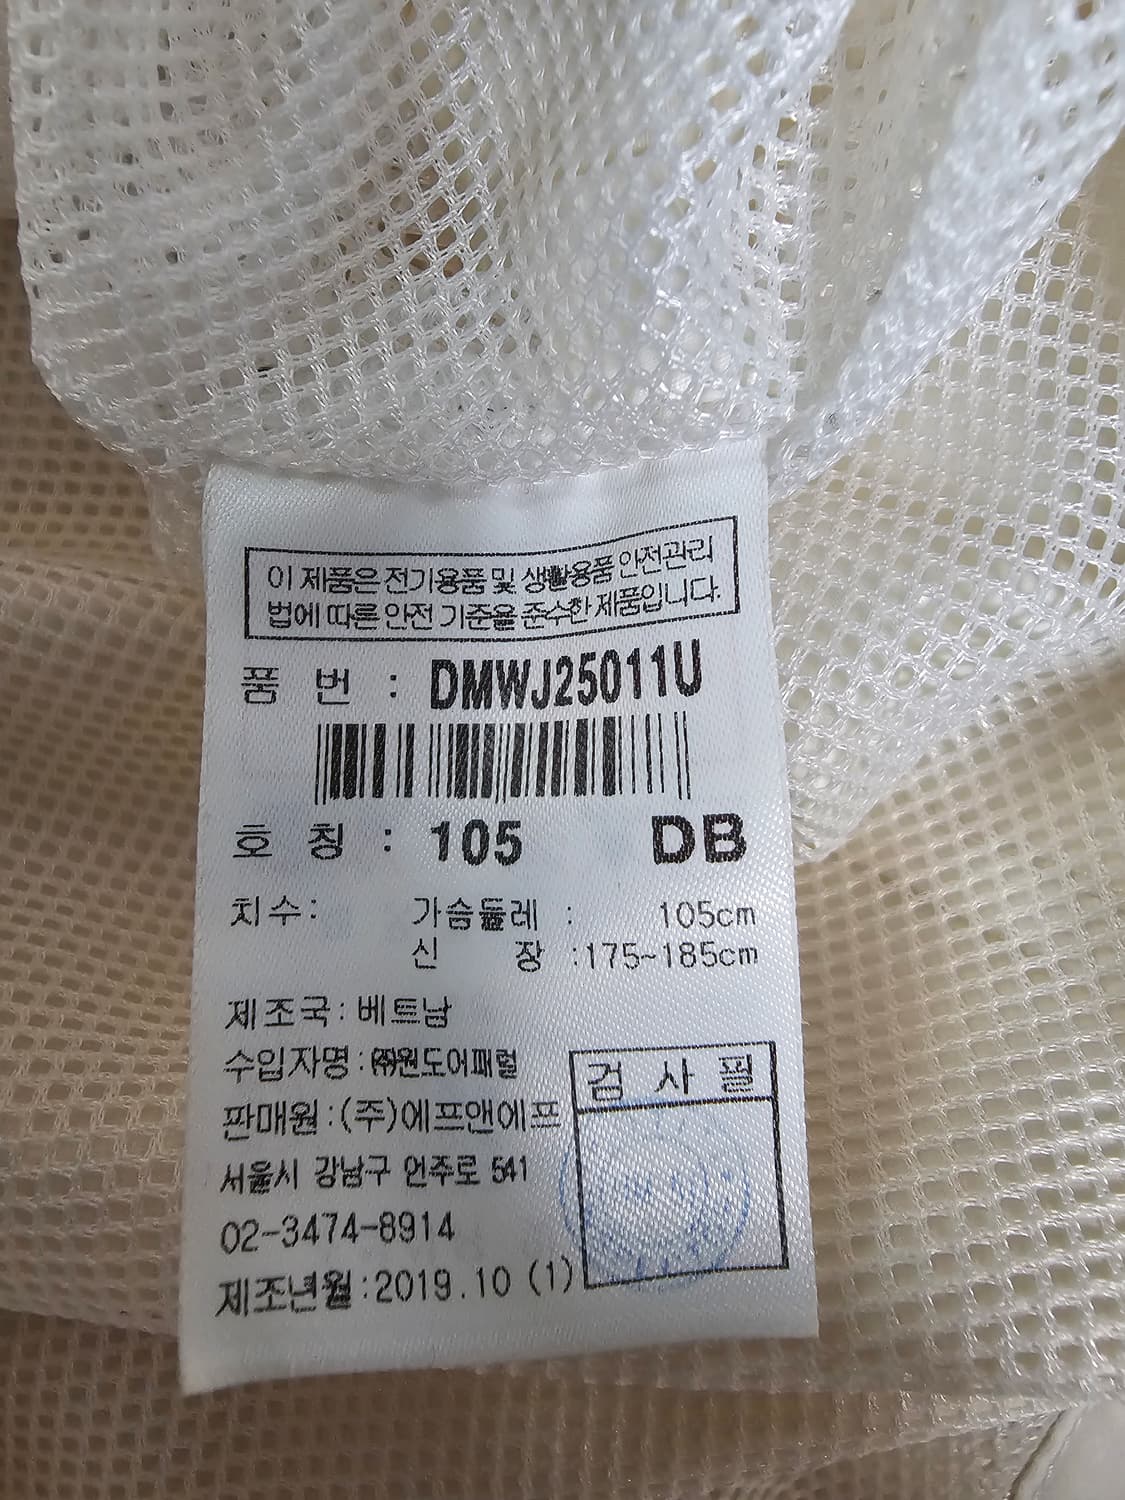 이 제품은 전기용품 및 생활용품 안전관리
법에 따른 안전 기준을 준수한 제품입니다.
품 번 : DMWJ25011U
호 칭 : 105 DB
치수: 가슴둘레 : 105cm
신 장 :175~185cm
제조국: 베트남
수입자명:㈜원도어패럴
판매원:(주)에프앤에프
서울시 강남구 언주로 541
02-3474-8914
제조년월:2019.10 (1)
검 사 필